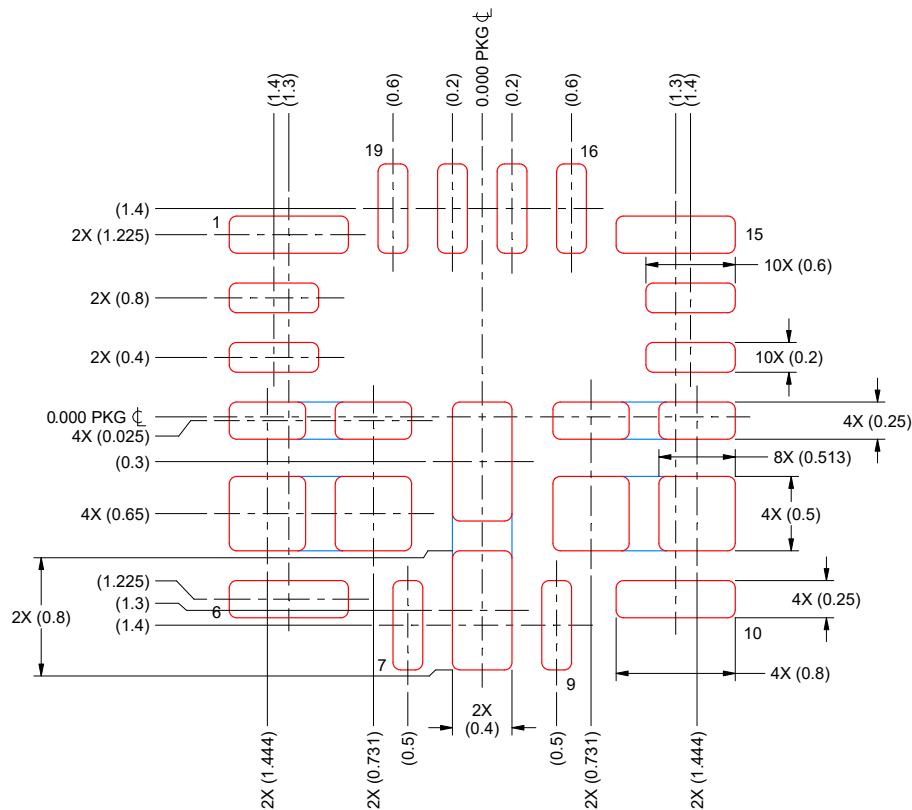 (1.4)
(1.3)
(0.6)
(0.2)
0.000 PKG ℄
(0.2)
(0.6)
(1.3)
(1.4)
19
16
(1.4)
1
2X (1.225)
15
10X (0.6)
2X (0.8)
2X (0.4)
10X (0.2)
0.000 PKG ℄
4X (0.025)
4X (0.25)
(0.3)
8X (0.513)
4X (0.65)
4X (0.5)
(1.225)
(1.3)
2X (0.8)
(1.4)
6
4X (0.25)
10
7
9
4X (0.8)
2X
(0.4)
2X (1.444)
2X (0.731)
(0.5)
(0.5)
2X (0.731)
2X (1.444)